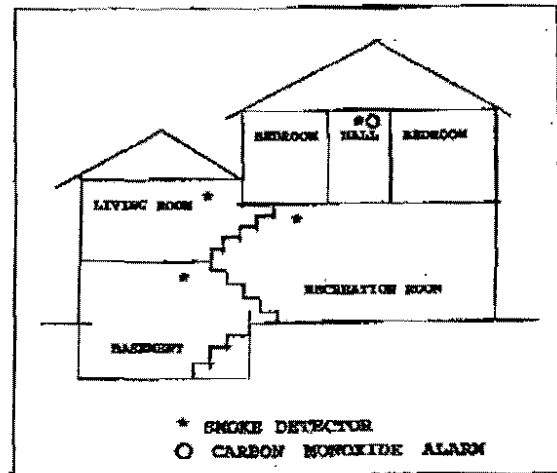 BEDROOM HALL BEDROOM
LIVING ROOM
RECREATION ROOM
BASEMENT
* SMOKE DETECTOR
O CARBON MONOXIDE ALARM